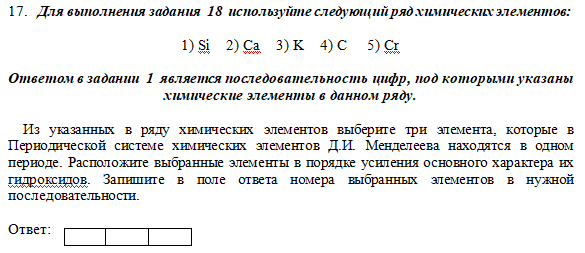 17. Для выполнения задания 18 используйте следующий ряд химических элементов:
1) Si 2) Ca 3) K 4) C 5) Cr
Ответом в задании 1 является последовательность цифр, под которыми указаны
химические элементы в данном ряду.
Из указанных в ряду химических элементов выберите три элемента, которые в
Периодической системе химических элементов Д.И. Менделеева находятся в одном
периоде. Расположите выбранные элементы в порядке усиления основного характера их
гидроксидов. Запишите в поле ответа номера выбранных элементов в нужной
последовательности.
Ответ: